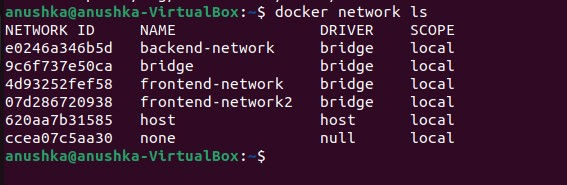 anushka@anushka-VirtualBox:~$ docker network ls
NETWORK ID     NAME                DRIVER    SCOPE
e0246a346b5d   backend-network     bridge    local
9c6f737e50ca   bridge              bridge    local
4d93252fef58   frontend-network    bridge    local
07d286720938   frontend-network2   bridge    local
620aa7b31585   host                host      local
ccea07c5aa30   none                null      local
anushka@anushka-VirtualBox:~$